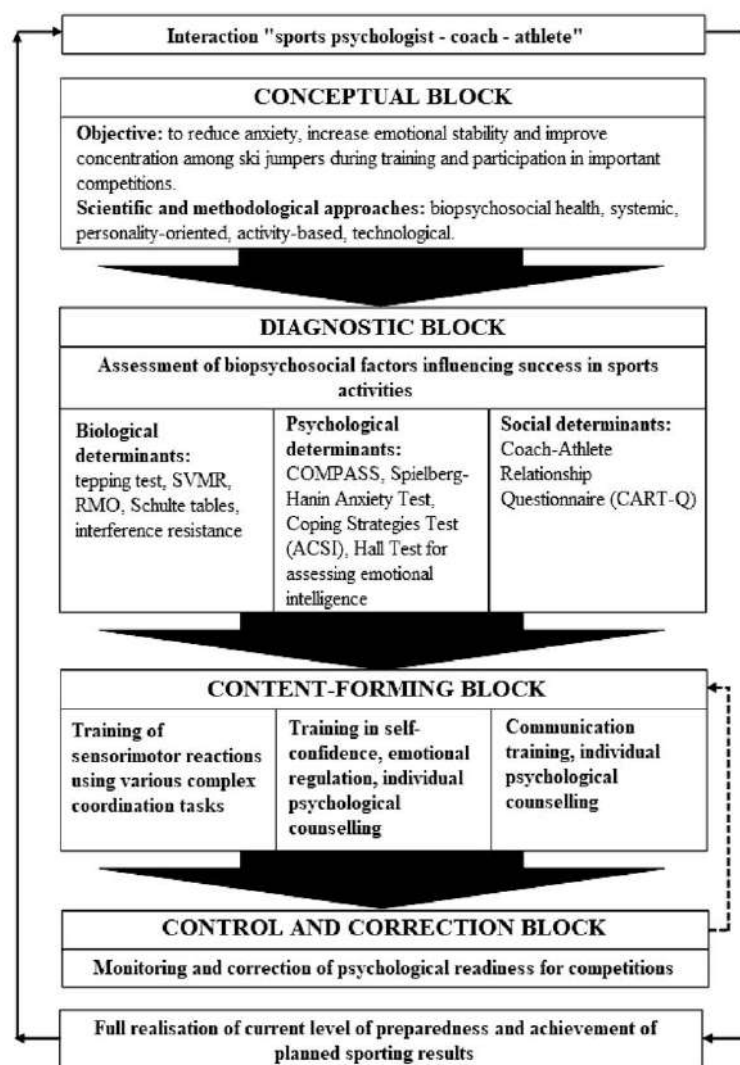 Interaction "sports psychologist - coach - athlete"
CONCEPTUAL BLOCK
Objective: to reduce anxiety, increase emotional stability and improve
concentration among ski jumpers during training and participation in important
competitions.
Scientific and methodological approaches: biopsychosocial health, systemic,
personality-oriented, activity-based, technological.
DIAGNOSTIC BLOCK
Assessment of biopsychosocial factors influencing success in sports
activities
Biological
determinants:
tepping test, SVMR,
RMO, Schulte tables,
interference resistance
Psychological
determinants:
COMPASS, Spielberg-
Hanin Anxiety Test,
Coping Strategies Test
(ACSI), Hall Test for
assessing emotional
intelligence
Social determinants:
Coach-Athlete
Relationship
Questionnaire (CART-Q)
CONTENT-FORMING BLOCK
Training of
sensorimotor reactions
using various complex
coordination tasks
Training in self-
confidence, emotional
regulation, individual
psychological
counselling
Communication
training, individual
psychological
counselling
CONTROL AND CORRECTION BLOCK
Monitoring and correction of psychological readiness for competitions
Full realisation of current level of preparedness and achievement of
planned sporting results